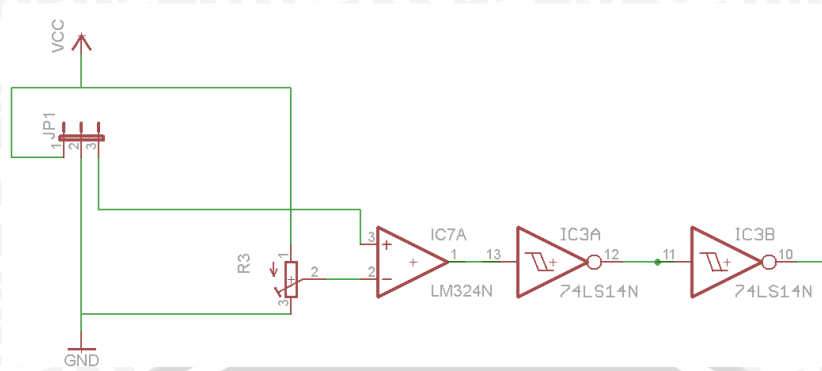 VCC
JP1
1
2
3
R3
1
2
3
3
2
+
-
+
IC7A
1
LM324N
13
IC3A
12
74LS14N
11
IC3B
10
74LS14N
GND